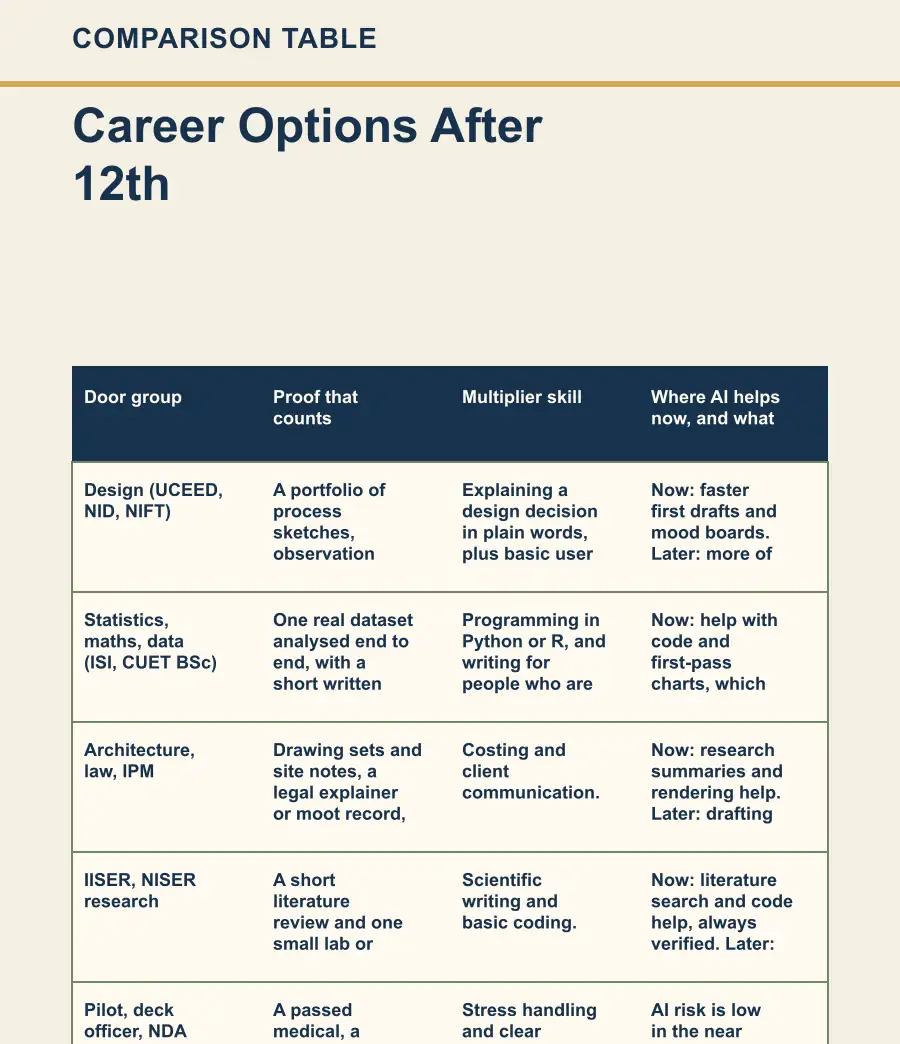 COMPARISON TABLE
Career Options After
12th
Door group
Proof that
counts
Multiplier skill
Where AI helps
now, and what
Design (UCEED,
NID, NIFT)
A portfolio of
process
sketches,
observation
Explaining a
design decision
in plain words,
plus basic user
Now: faster
first drafts and
mood boards.
Later: more of
Statistics,
maths, data
(ISI, CUET BSc)
One real dataset
analysed end to
end, with a
short written
Programming in
Python or R, and
writing for
people who are
Now: help with
code and
first-pass
charts, which
Architecture,
law, IPM
Drawing sets and
site notes, a
legal explainer
or moot record,
Costing and
client
communication.
Now: research
summaries and
rendering help.
Later: drafting
IISER, NISER
research
A short
literature
review and one
small lab or
Scientific
writing and
basic coding.
Now: literature
search and code
help, always
verified. Later:
Pilot, deck
officer, NDA
A passed
medical, a
Stress handling
and clear
AI risk is low
in the near